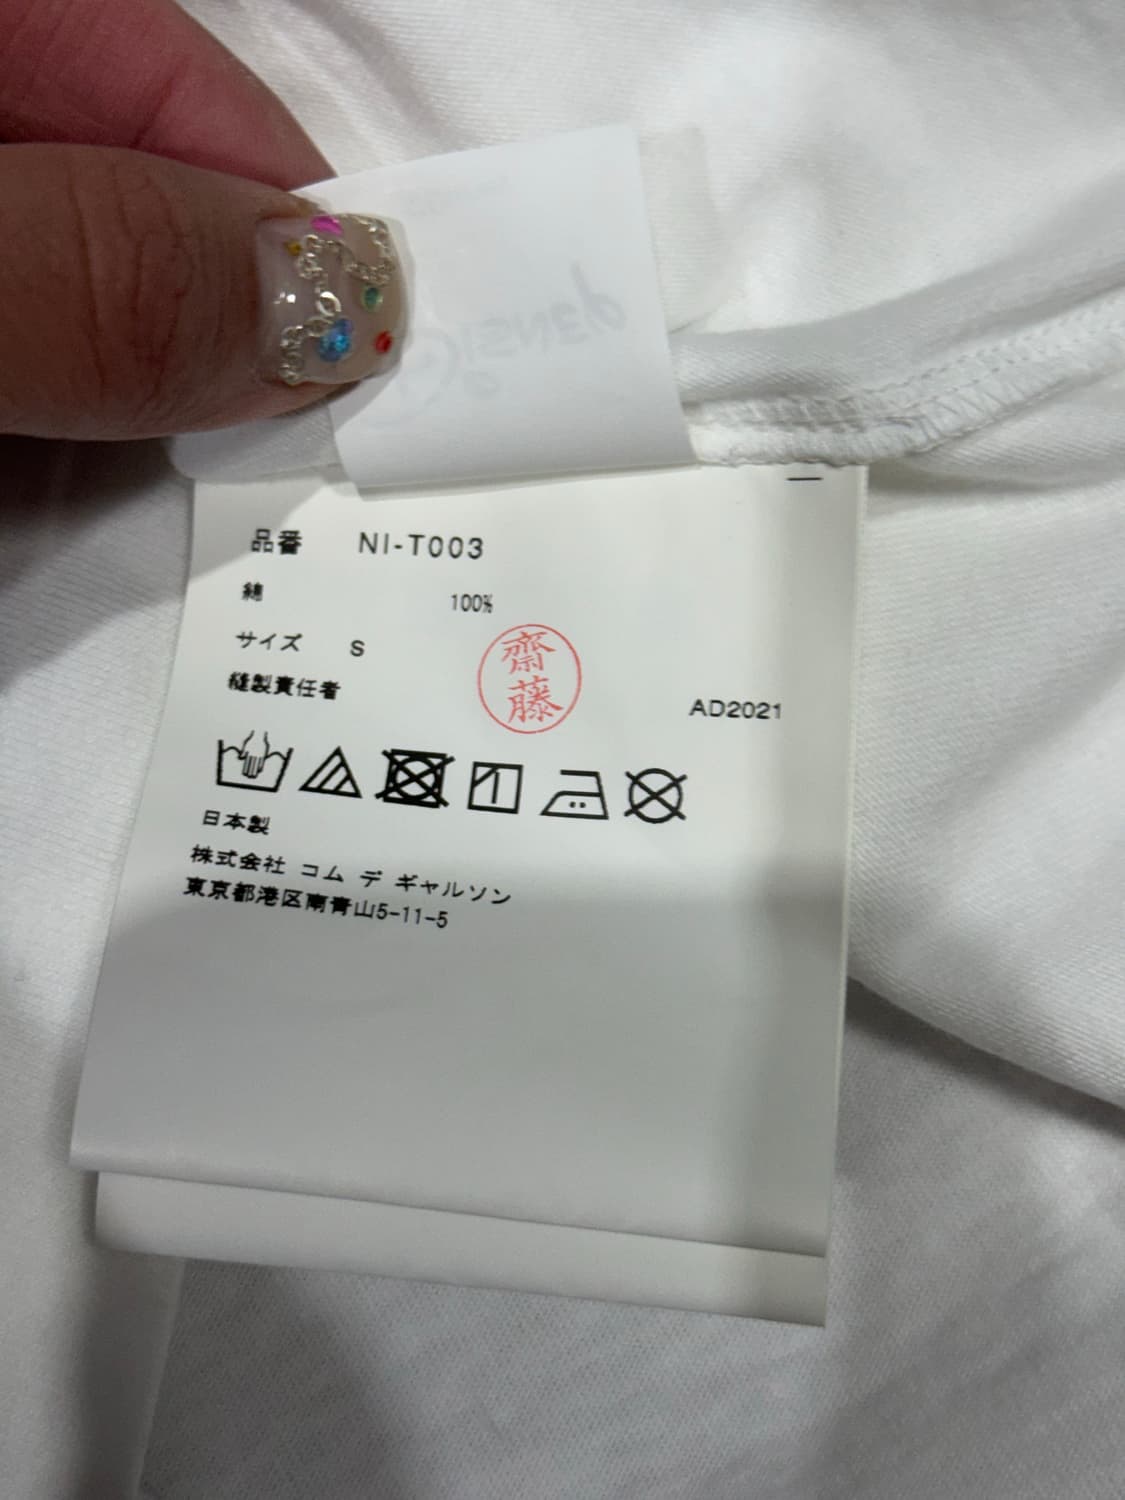 品番 NI-T003
綿 100%
サイズ S
縫製責任者
齋藤
AD2021
日本製
株式会社 コム デ ギャルソン
東京都港区南青山5-11-5